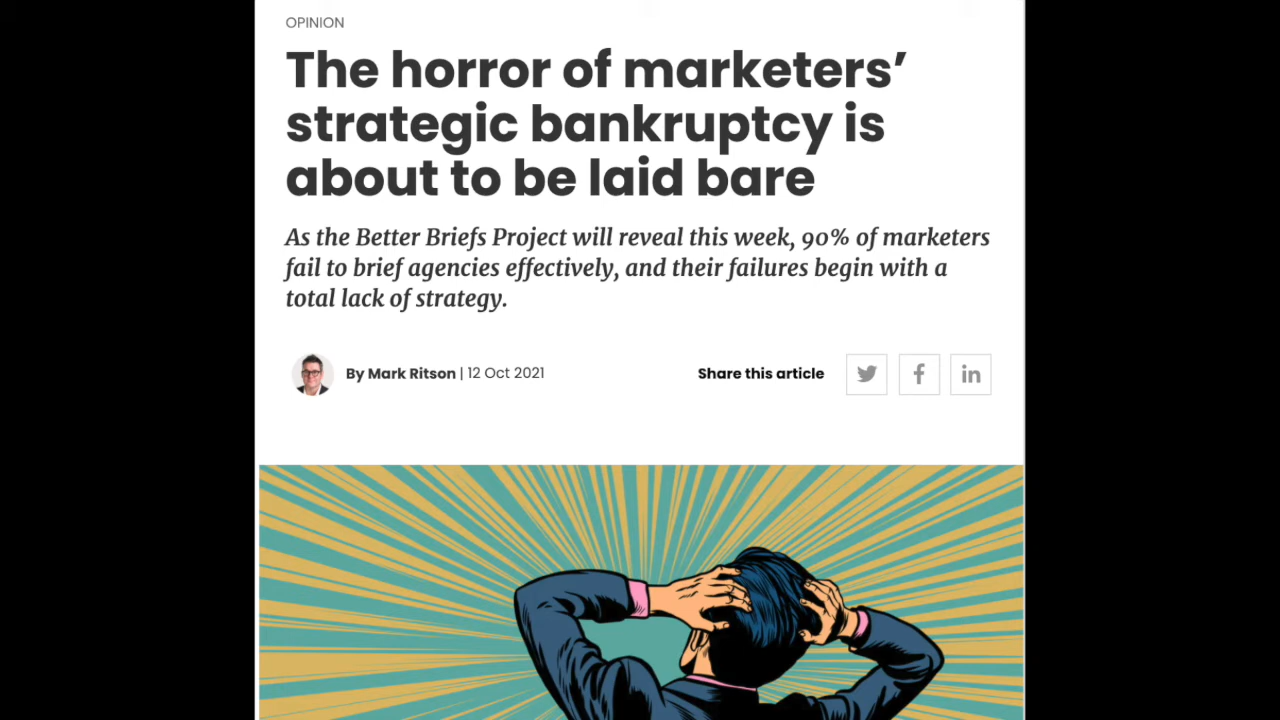 OPINION
The horror of marketers’
strategic bankruptcy is
about to be laid bare
As the Better Briefs Project will reveal this week, 90% of marketers
fail to brief agencies effectively, and their failures begin with a
total lack of strategy.
By Mark Ritson | 12 Oct 2021
Share this article